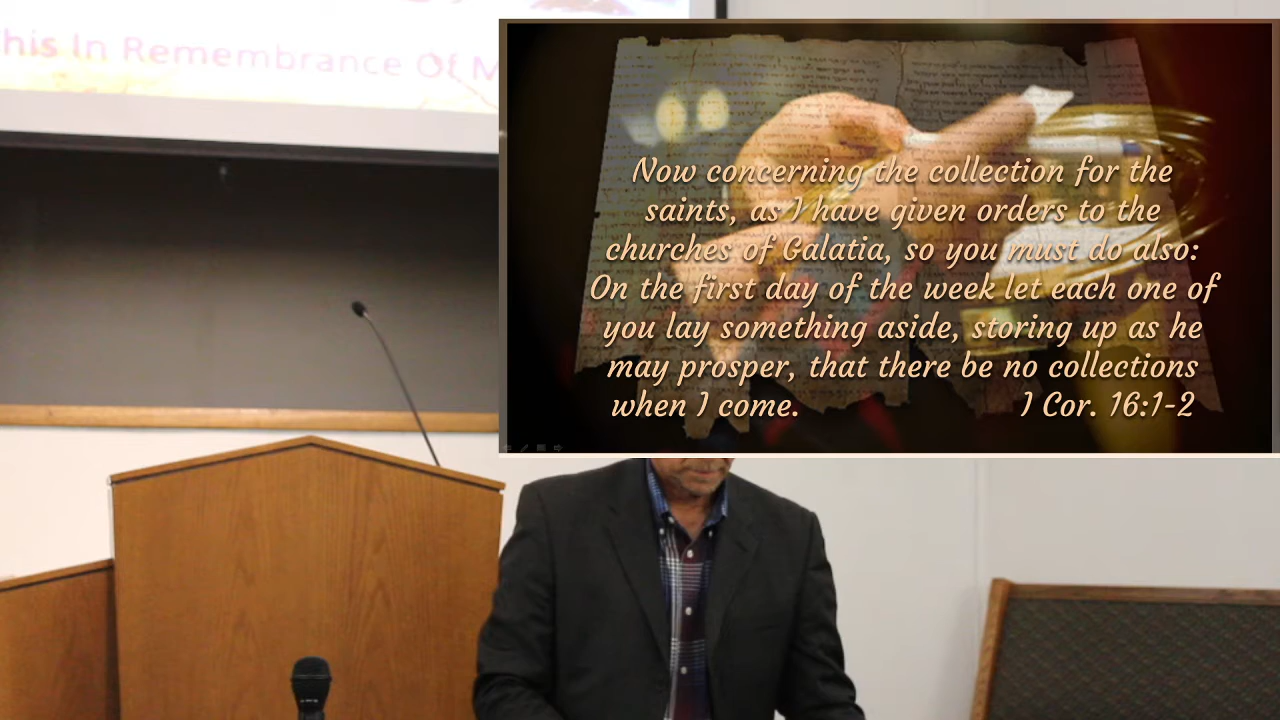 his In Remembrance Of M
Now concerning the collection for the
saints, as I have given orders to the
churches of Galatia, so you must do also:
On the first day of the week let each one of
you lay something aside, storing up as he
may prosper, that there be no collections
when I come. I Cor. 16:1-2